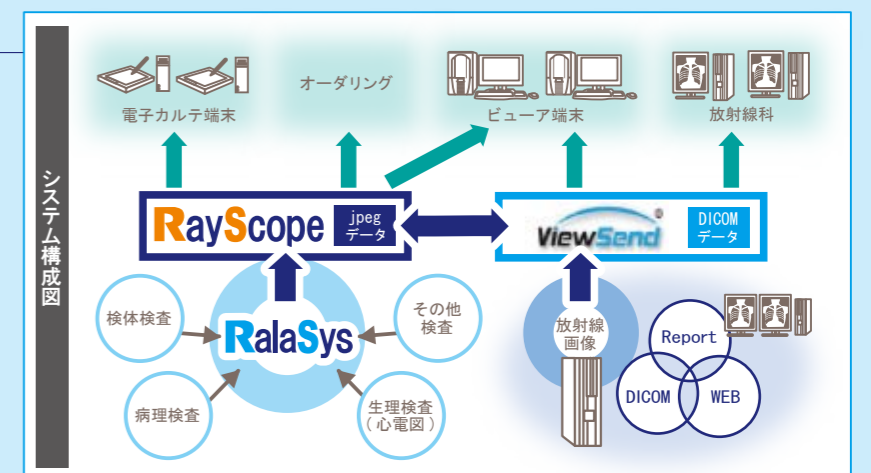 システム構成図
電子カルテ端末
オーダリング
ビューア端末
放射線科
RayScope
jpeg
データ
ViewSend®
DICOM
データ
検体検査
その他
検査
RalaSys
病理検査
生理検査
(心電図)
放射線
画像
Report
DICOM
WEB